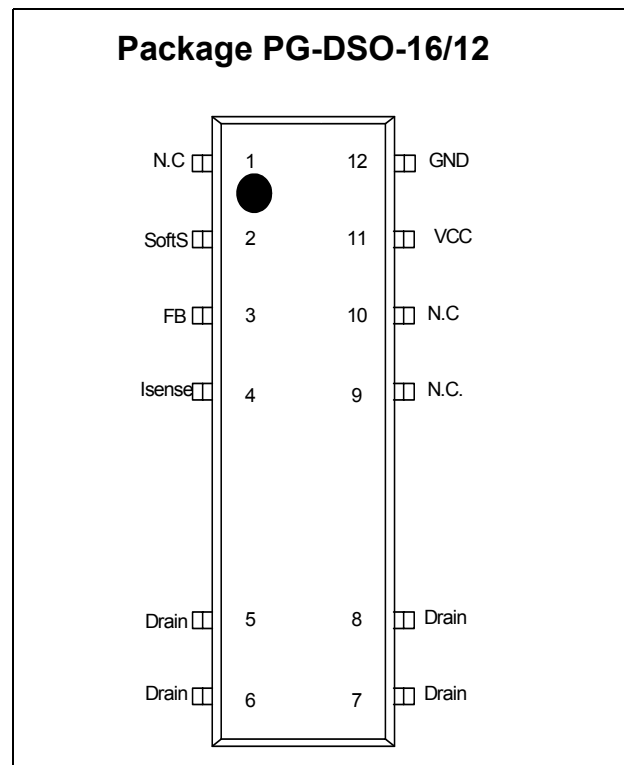 Package PG-DSO-16/12
N.C 1 12 GND
SoftS 2 11 VCC
FB 3 10 N.C
Isense 4 9 N.C.
Drain 5 8 Drain
Drain 6 7 Drain